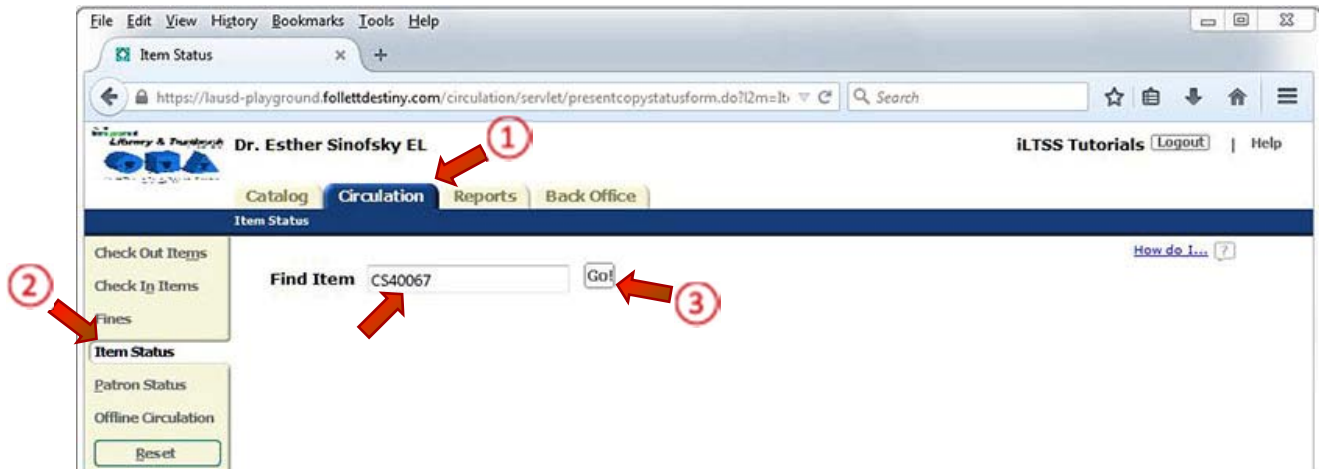 File Edit View History Bookmarks Tools Help
Item Status × +
https://lausd-playground.follettdestiny.com/circulation/servlet/presentcopystatusform.do?l2m=Ite Search
Library & Textbook
Dr. Esther Sinofsky EL
1
iLTSS Tutorials Logout | Help
Catalog Circulation Reports Back Office
Item Status
How do I... ?
Check Out Items
Find Item CS40067 Go!
2
Check In Items
3
Fines
Item Status
Patron Status
Offline Circulation
Reset